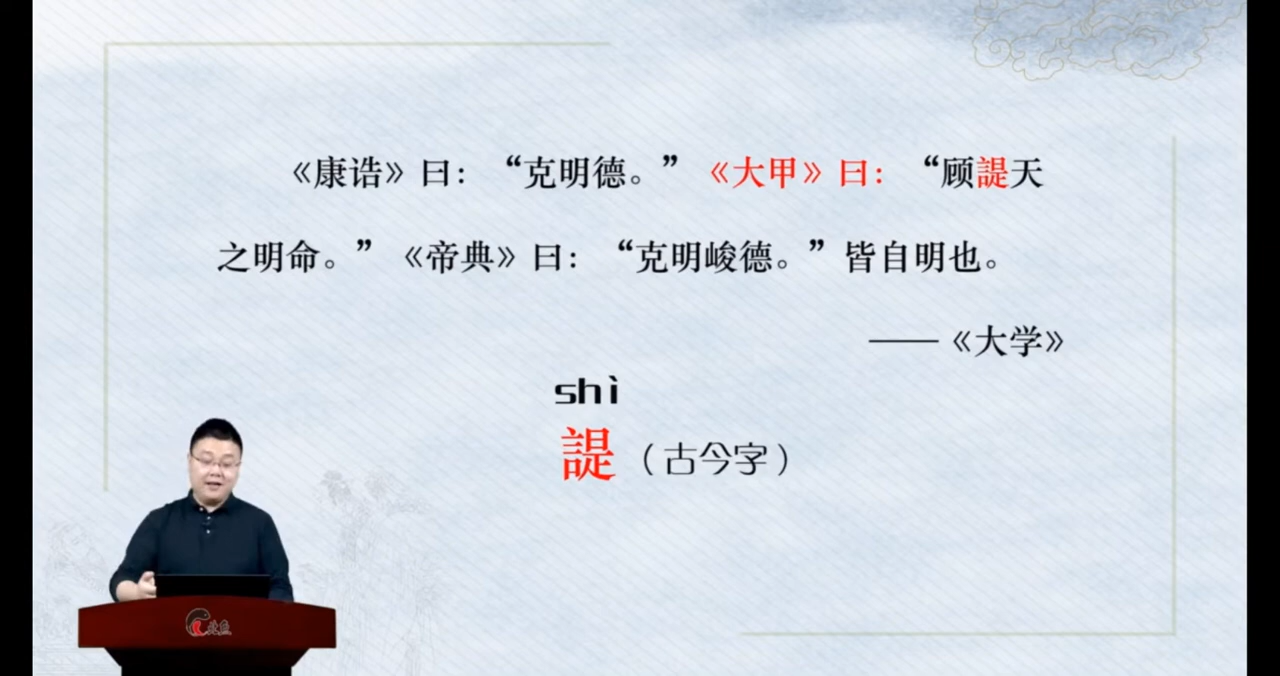 《康诰》曰：“克明德。”《大甲》曰：“顾諟天
之明命。”《帝典》曰：“克明峻德。”皆自明也。
——《大学》
shì
諟（古今字）